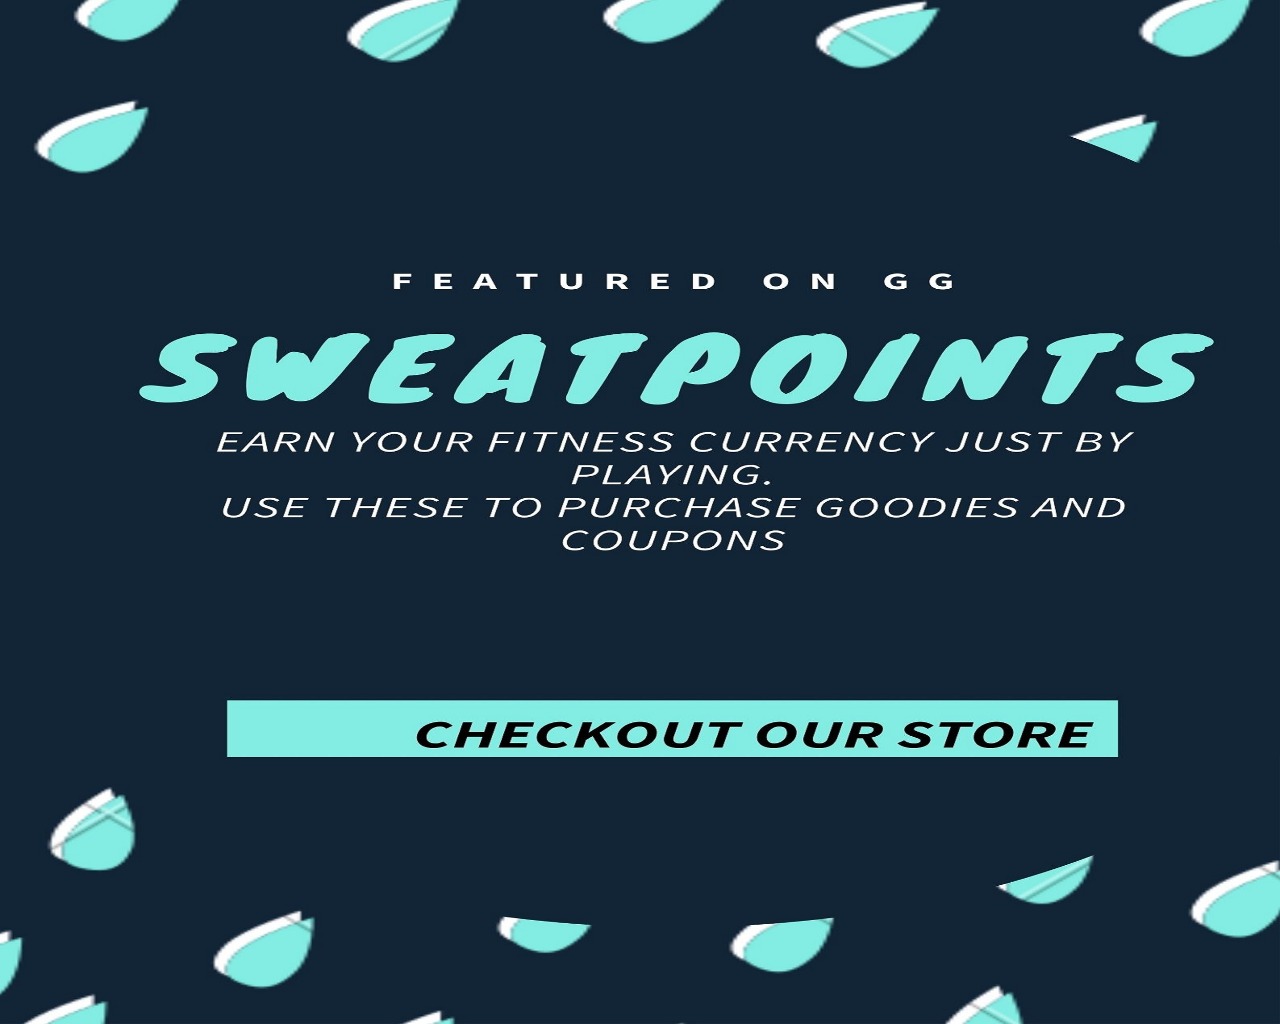 FEATURED ON GG
SWEATPOINTS
EARN YOUR FITNESS CURRENCY JUST BY
PLAYING.
USE THESE TO PURCHASE GOODIES AND
COUPONS
CHECKOUT OUR STORE